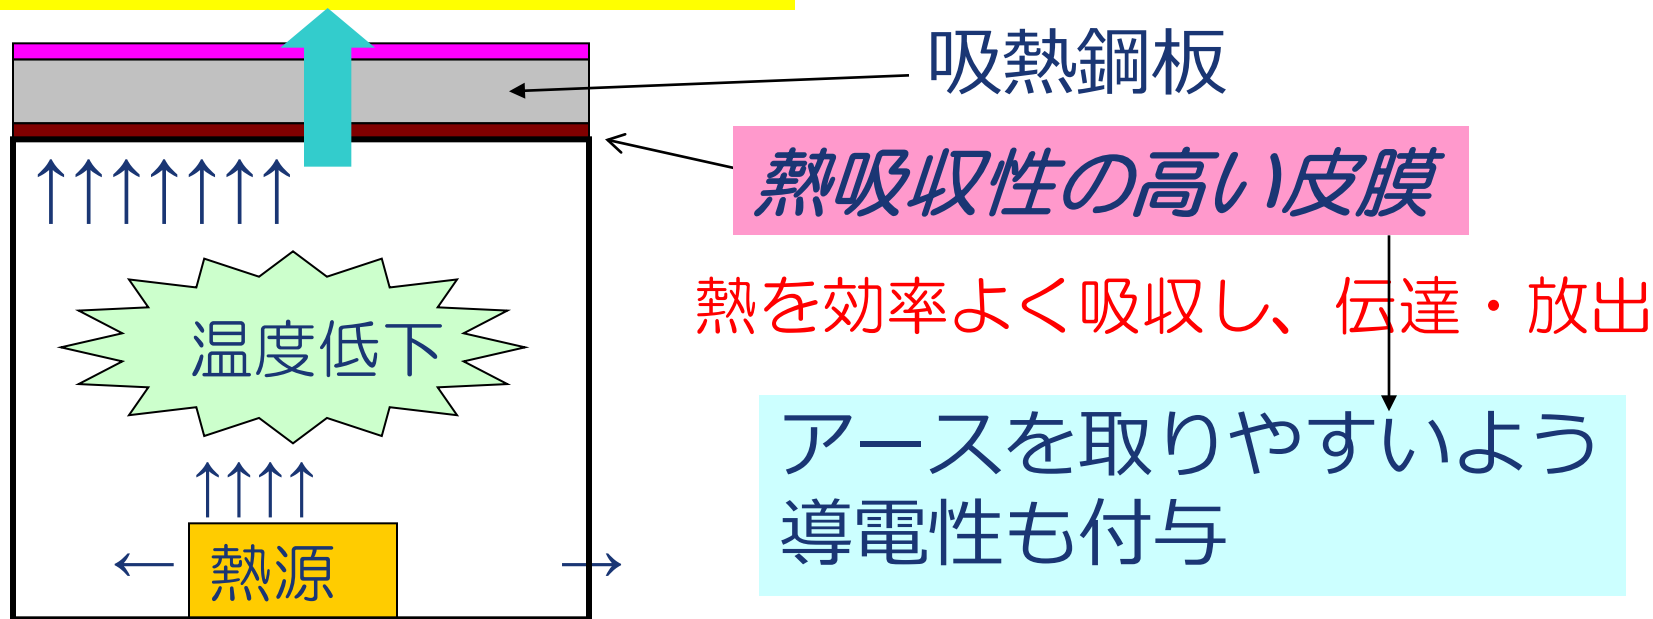 吸熱鋼板
熱吸収性の高い皮膜
熱を効率よく吸収し、伝達・放出
温度低下
アースを取りやすいよう
導電性も付与
熱源